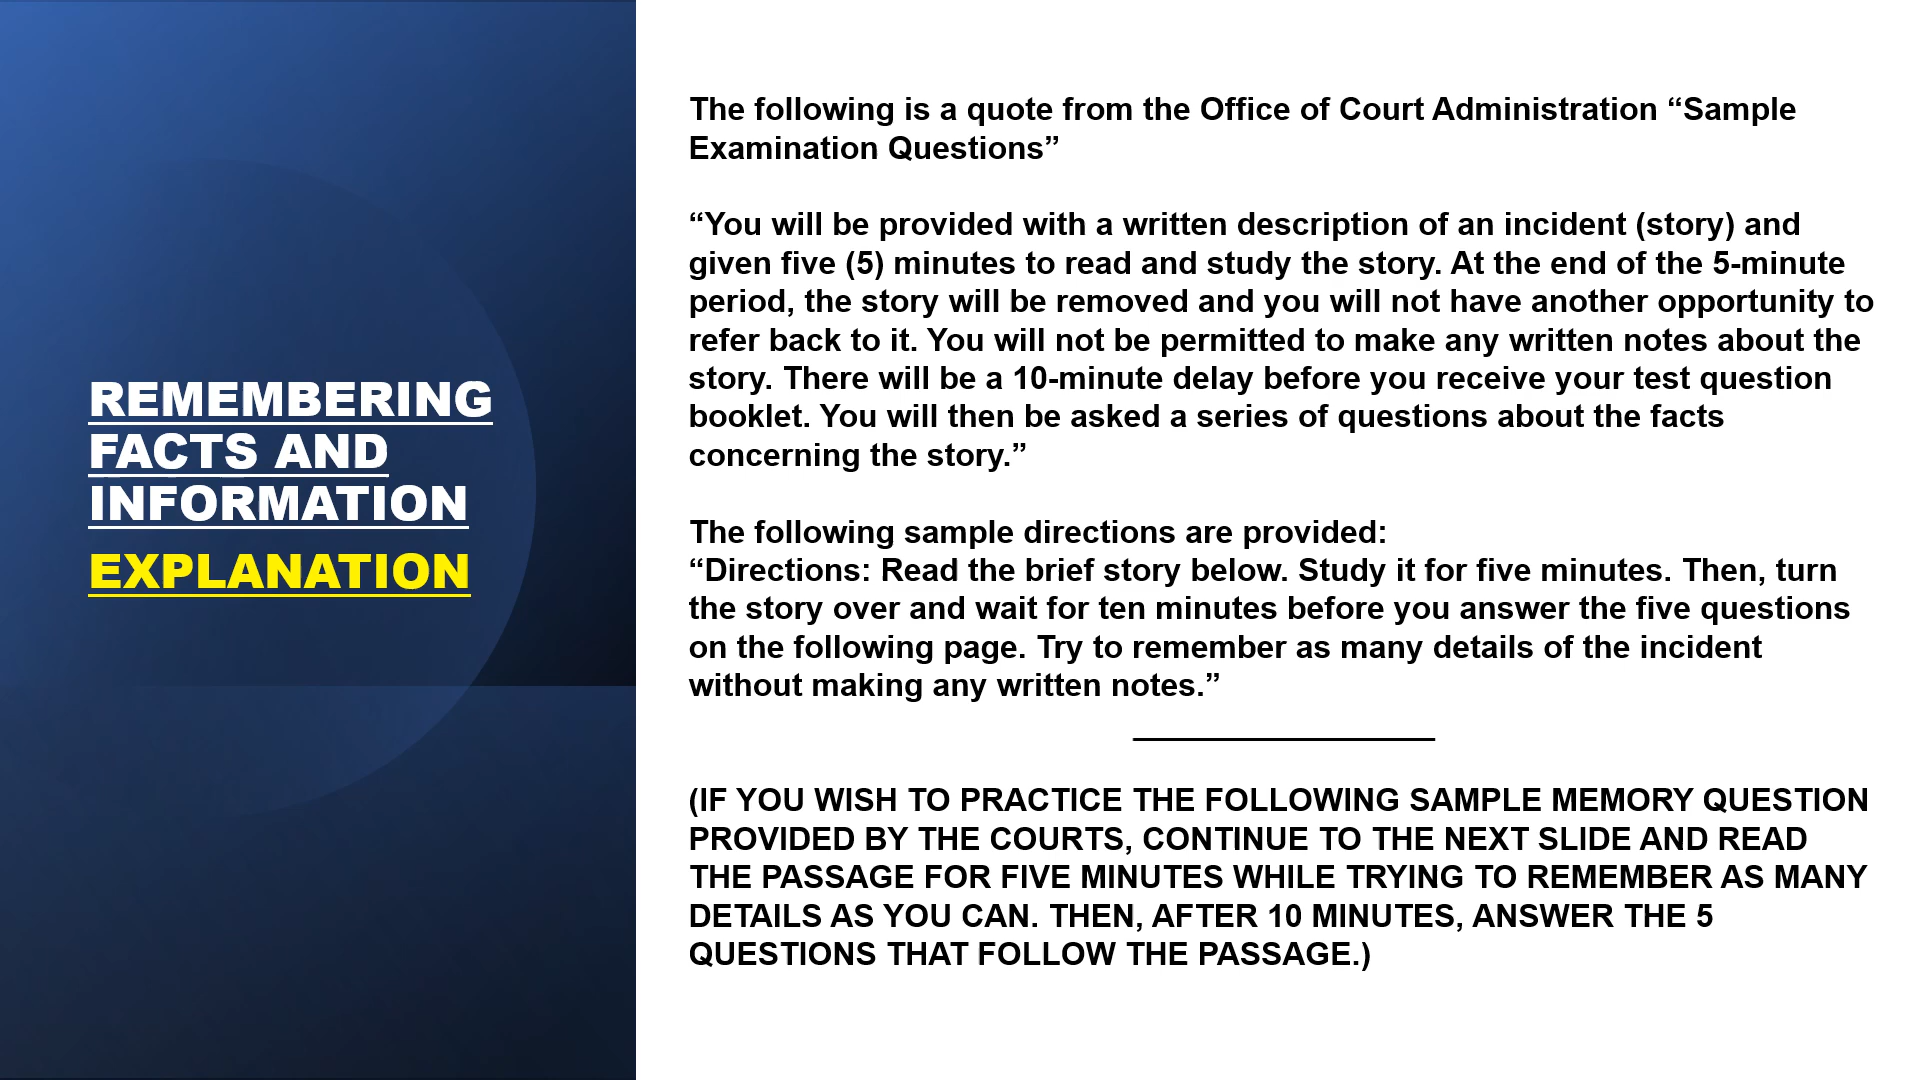 REMEMBERING
FACTS AND
INFORMATION
EXPLANATION
The following is a quote from the Office of Court Administration “Sample
Examination Questions”
“You will be provided with a written description of an incident (story) and
given five (5) minutes to read and study the story. At the end of the 5-minute
period, the story will be removed and you will not have another opportunity to
refer back to it. You will not be permitted to make any written notes about the
story. There will be a 10-minute delay before you receive your test question
booklet. You will then be asked a series of questions about the facts
concerning the story.”
The following sample directions are provided:
“Directions: Read the brief story below. Study it for five minutes. Then, turn
the story over and wait for ten minutes before you answer the five questions
on the following page. Try to remember as many details of the incident
without making any written notes.”
(IF YOU WISH TO PRACTICE THE FOLLOWING SAMPLE MEMORY QUESTION
PROVIDED BY THE COURTS, CONTINUE TO THE NEXT SLIDE AND READ
THE PASSAGE FOR FIVE MINUTES WHILE TRYING TO REMEMBER AS MANY
DETAILS AS YOU CAN. THEN, AFTER 10 MINUTES, ANSWER THE 5
QUESTIONS THAT FOLLOW THE PASSAGE.)